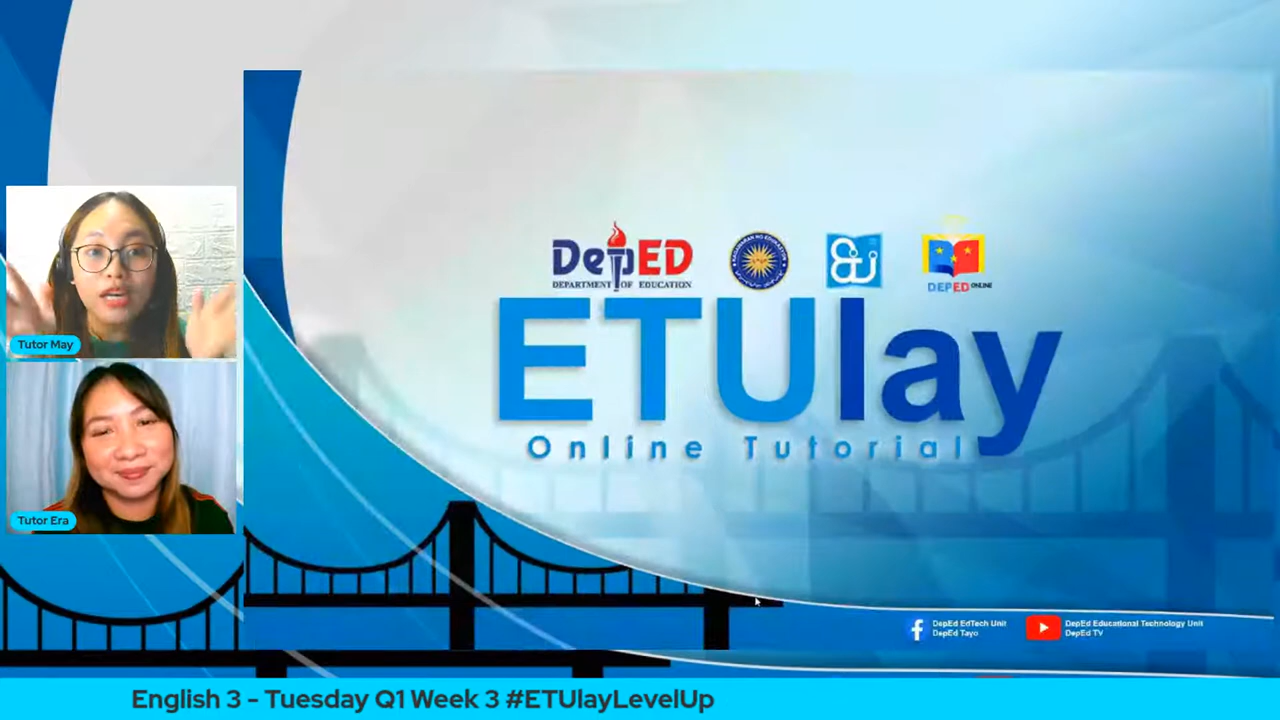 DepED
DEPARTMENT OF EDUCATION
DEPED ONLINE
ETUlay
Online Tutorial
Tutor May
Tutor Era
DepEd EdTech Unit
DepEd Tayo
DepEd Educational Technology Unit
DepEd TV
English 3 - Tuesday Q1 Week 3 #ETUlayLevelUp